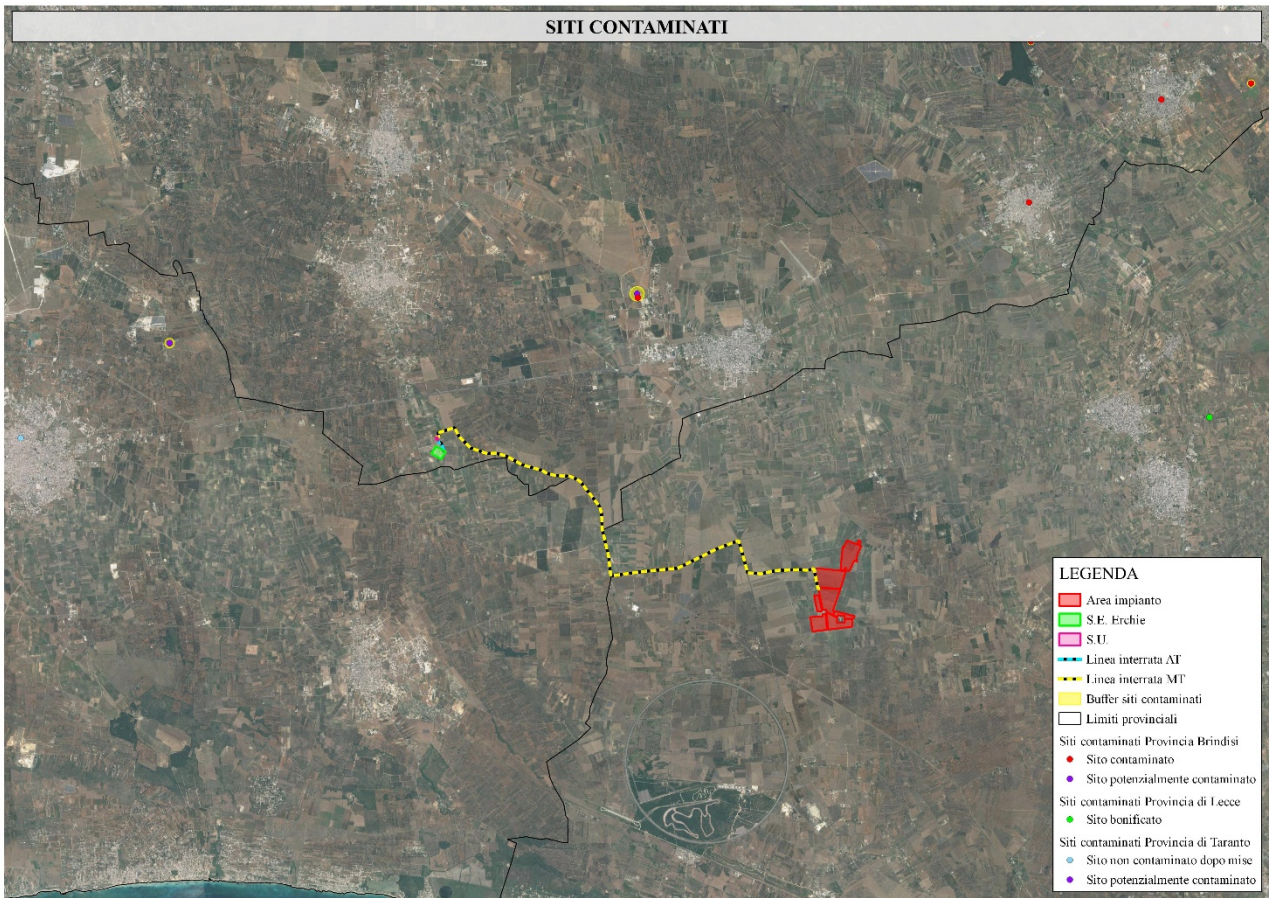 SITI CONTAMINATI
LEGENDA
Area impianto
S.E. Erchie
S.U.
Linea interrata AT
Linea interrata MT
Buffer siti contaminati
Limiti provinciali
Siti contaminati Provincia Brindisi
Sito contaminato
Sito potenzialmente contaminato
Siti contaminati Provincia di Lecce
Sito bonificato
Siti contaminati Provincia di Taranto
Sito non contaminato dopo mise
Sito potenzialmente contaminato